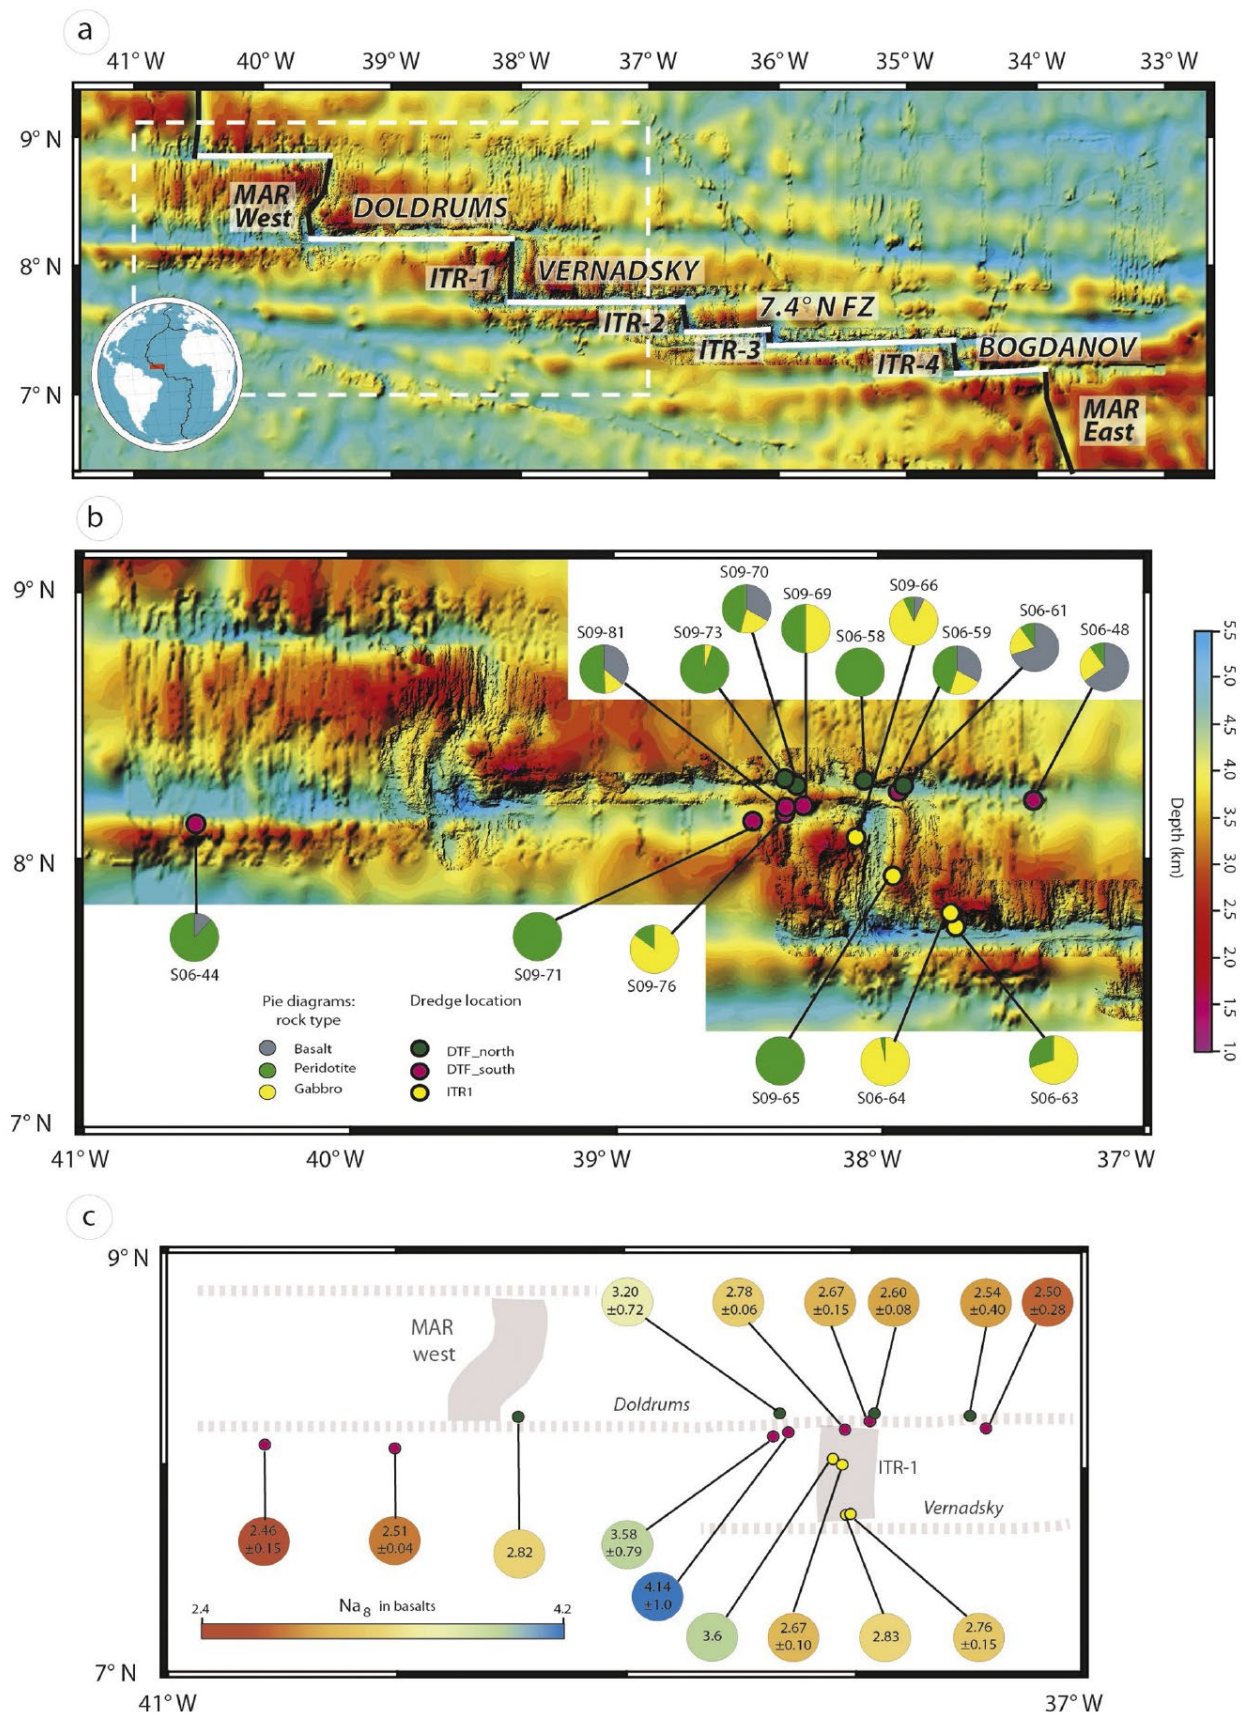 a
41° W 40° W 39° W 38° W 37° W 36° W 35° W 34° W 33° W
9° N
MAR
West
DOLDRUMS
8° N
ITR-1
VERNADSKY
ITR-2
7.4° N FZ
ITR-3
ITR-4
BOGDANOV
7° N
MAR
East
b
9° N
S09-70
S09-69
S09-66
S09-81
S09-73
S06-58
S06-59
S06-61
S06-48
5.5
5.0
4.5
4.0
3.5
3.0
2.5
2.0
1.5
1.0
Depth (km)
8° N
S06-44
S09-71
S09-76
Pie diagrams:
rock type
Dredge location
Basalt
Peridotite
Gabbro
DTF_north
DTF_south
ITR1
S09-65
S06-64
S06-63
7° N
41° W 40° W 39° W 38° W 37° W
c
9° N
3.20
±0.72
2.78
±0.06
2.67
±0.15
2.60
±0.08
2.54
±0.40
2.50
±0.28
MAR
west
Doldrums
ITR-1
Vernadsky
2.46
±0.15
2.51
±0.04
2.82
3.58
±0.79
4.14
±1.0
3.6
2.67
±0.10
2.83
2.76
±0.15
2.4 Na8 in basalts 4.2
7° N
41° W 37° W